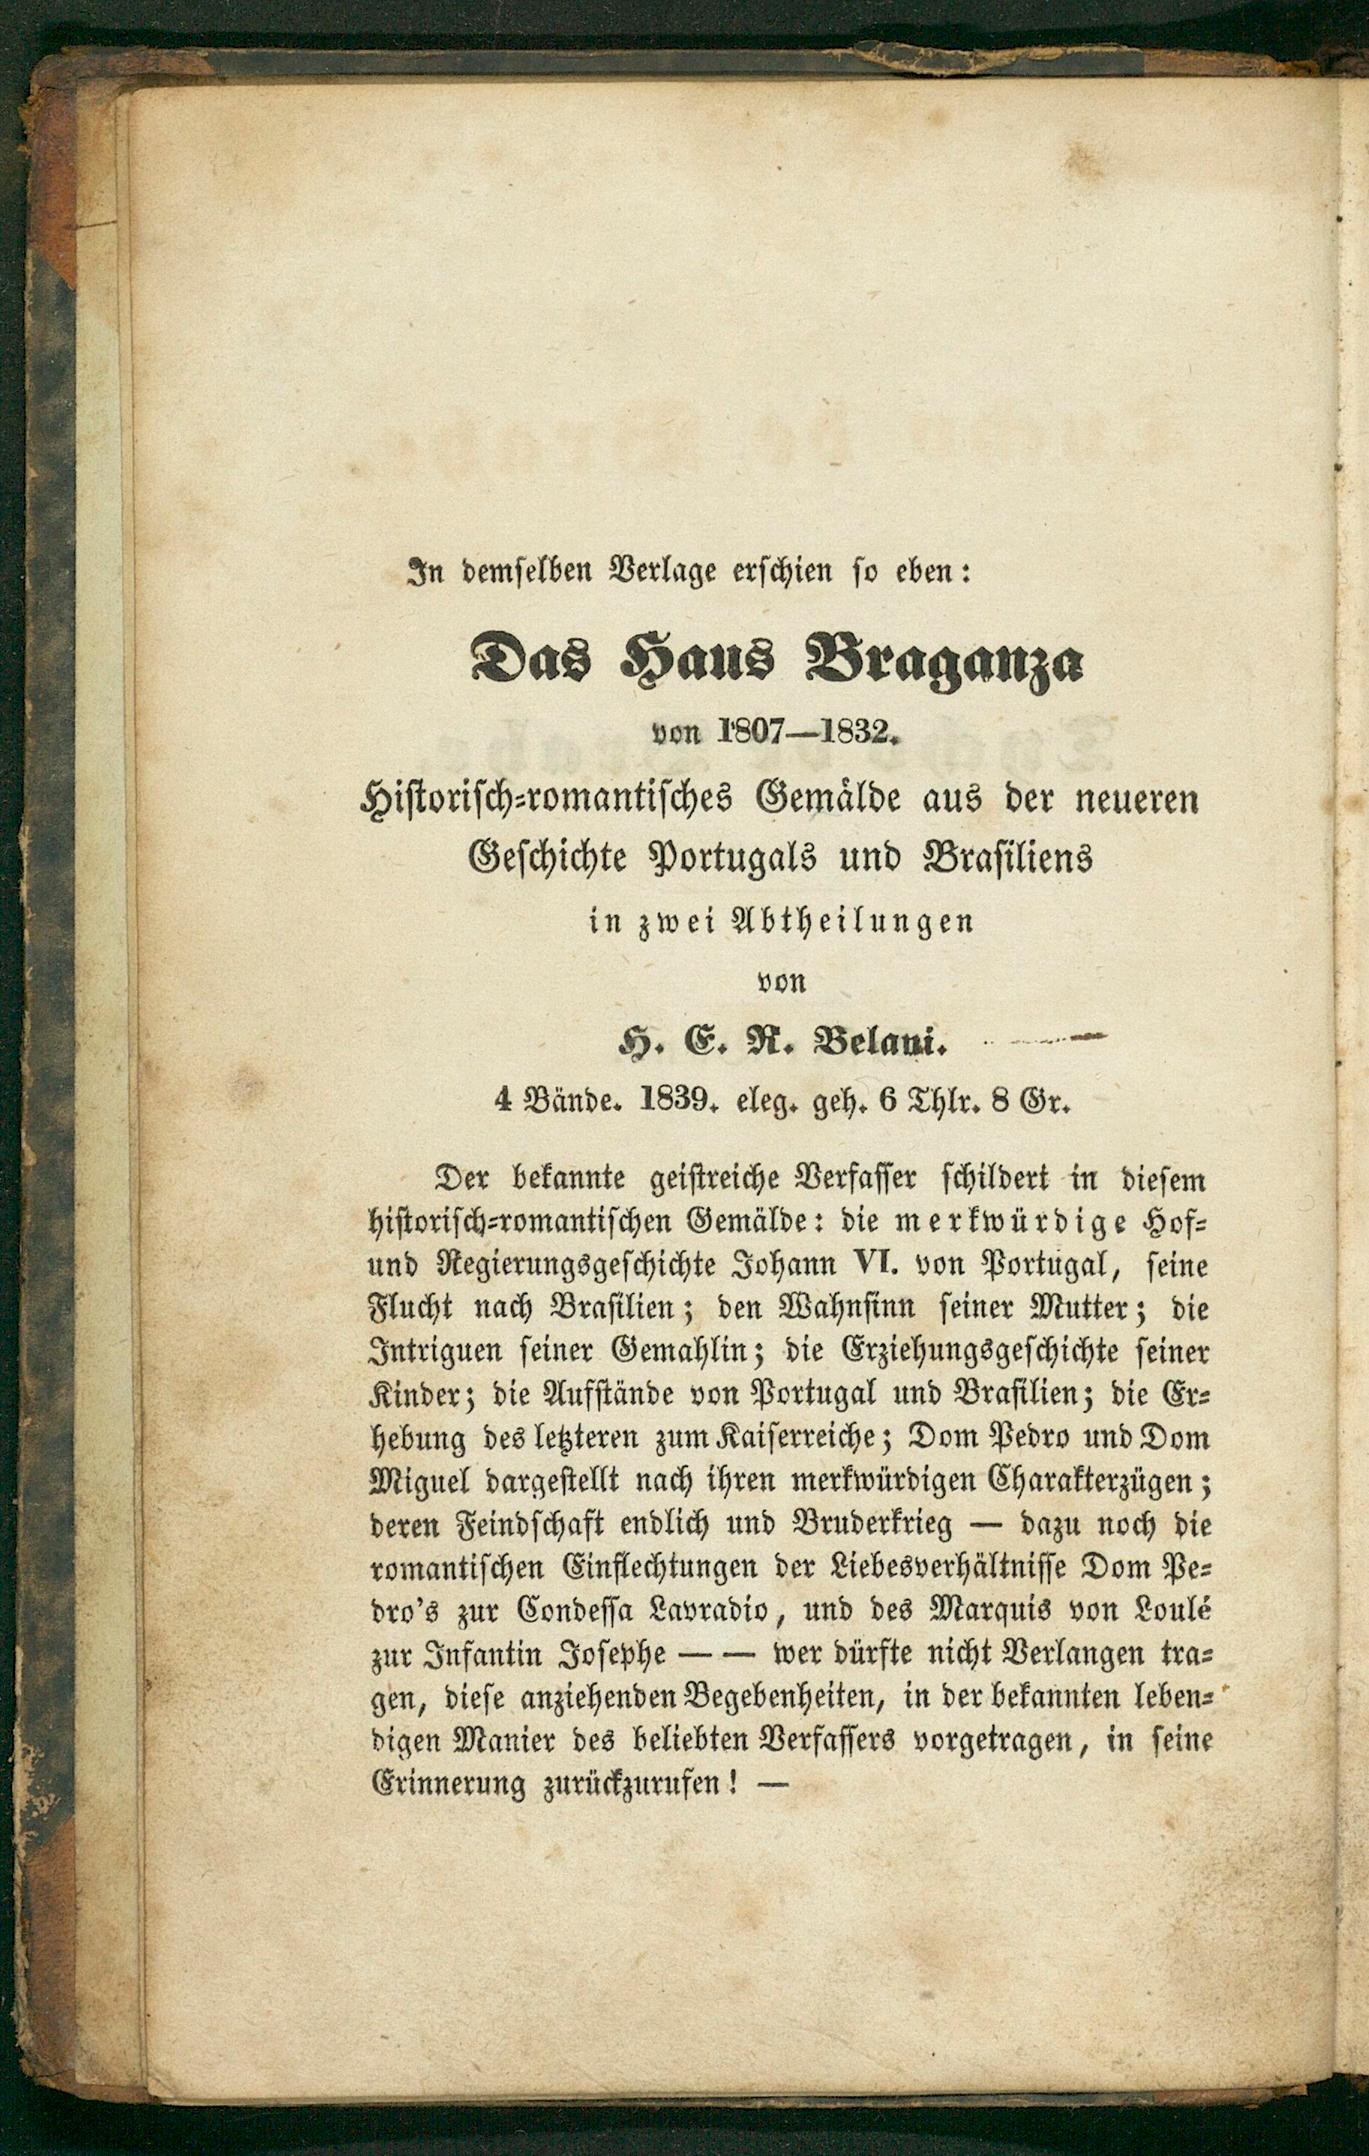 In demselben Verlage erschien so eben:
Das Haus Braganza
von 1807—1832.
Historisch-romantisches Gemälde aus der neueren
Geschichte Portugals und Brasiliens
in zwei Abtheilungen
von
H. E. R. Belani.
4 Bände. 1839. eleg. geh. 6 Thlr. 8 Gr.
Der bekannte geistreiche Verfasser schildert in diesem
historisch-romantischen Gemälde: die merkwürdige Hof-
und Regierungsgeschichte Johann VI. von Portugal, seine
Flucht nach Brasilien; den Wahnsinn seiner Mutter; die
Intriguen seiner Gemahlin; die Erziehungsgeschichte seiner
Kinder; die Aufstände von Portugal und Brasilien; die Er-
hebung des letzteren zum Kaiserreiche; Dom Pedro und Dom
Miguel dargestellt nach ihren merkwürdigen Charakterzügen;
deren Feindschaft endlich und Bruderkrieg — dazu noch die
romantischen Einflechtungen der Liebesverhältnisse Dom Pe-
dro's zur Condessa Lavradio, und des Marquis von Loulé
zur Infantin Josephe — — wer dürfte nicht Verlangen tra-
gen, diese anziehenden Begebenheiten, in der bekannten leben-
digen Manier des beliebten Verfassers vorgetragen, in seine
Erinnerung zurückzurufen! —